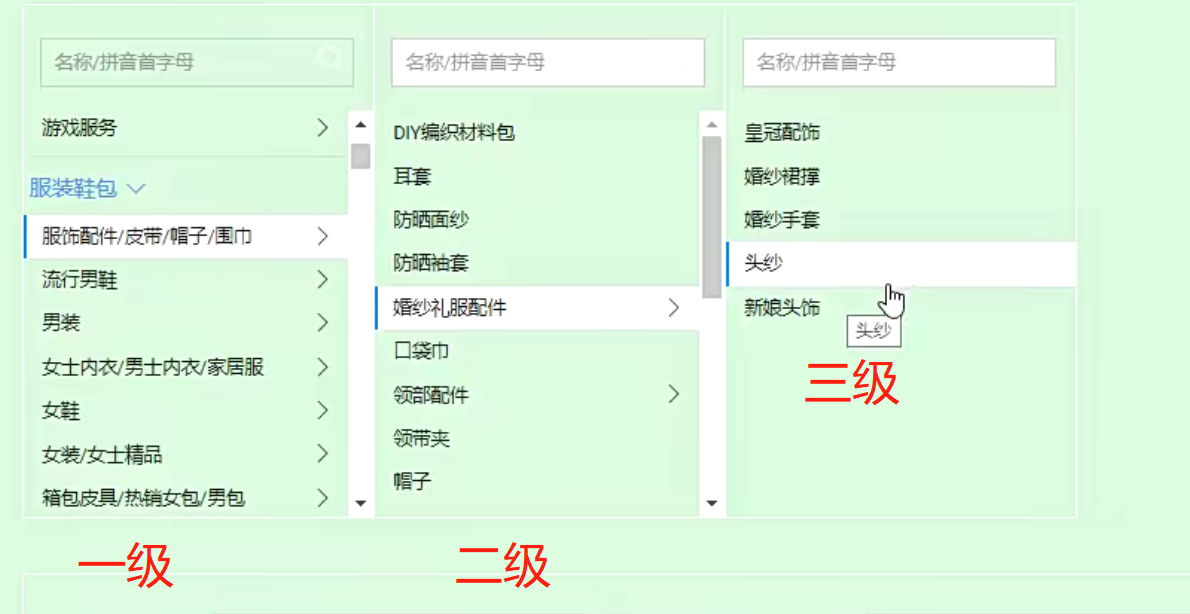 名称/拼音首字母
游戏服务
服装鞋包
服饰配件/皮带/帽子/围巾
流行男鞋
男装
女士内衣/男士内衣/家居服
女鞋
女装/女士精品
箱包皮具/热销女包/男包
一级
名称/拼音首字母
DIY编织材料包
耳套
防晒面纱
防晒袖套
婚纱礼服配件
口袋巾
领部配件
领带夹
帽子
二级
名称/拼音首字母
皇冠配饰
婚纱裙撑
婚纱手套
头纱
新娘头饰
头纱
三级